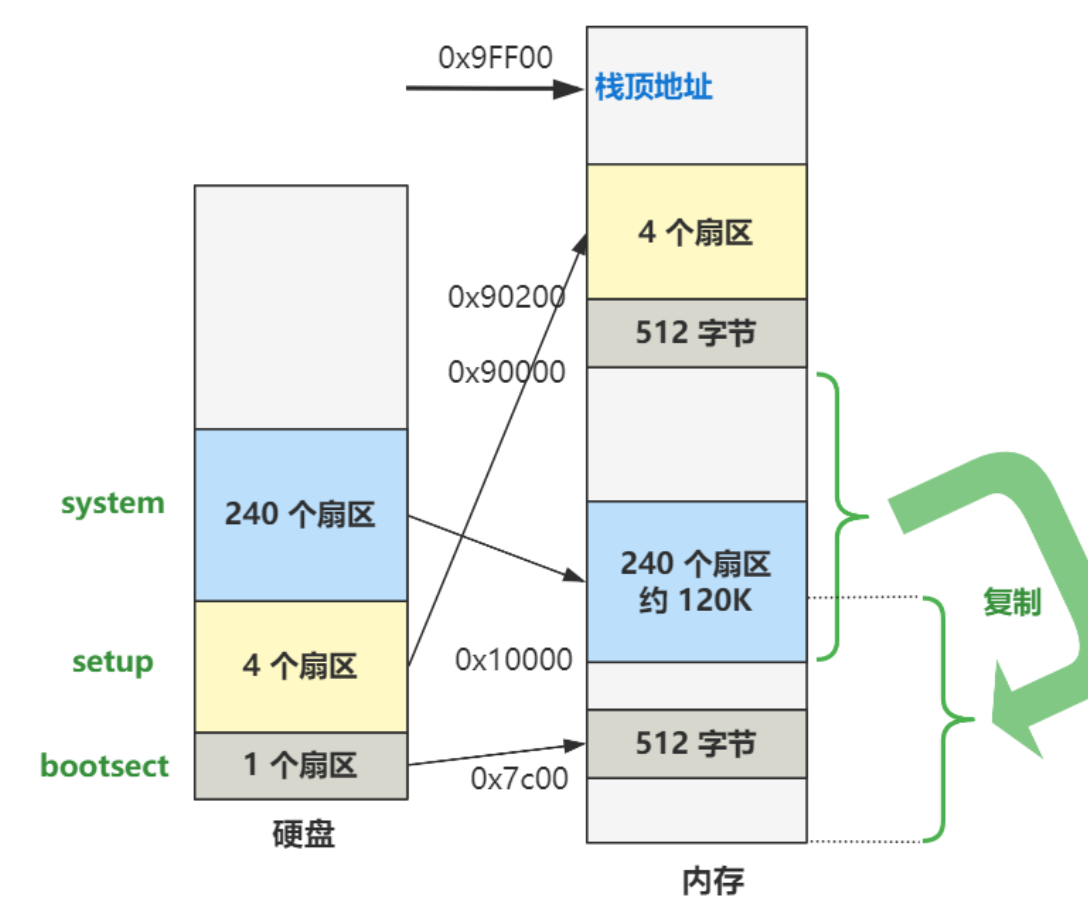 0x9FF00
栈顶地址
4 个扇区
0x90200
512 字节
0x90000
system
240 个扇区
240 个扇区
约 120K
复制
setup
4 个扇区
0x10000
bootsect
1 个扇区
512 字节
0x7c00
硬盘
内存